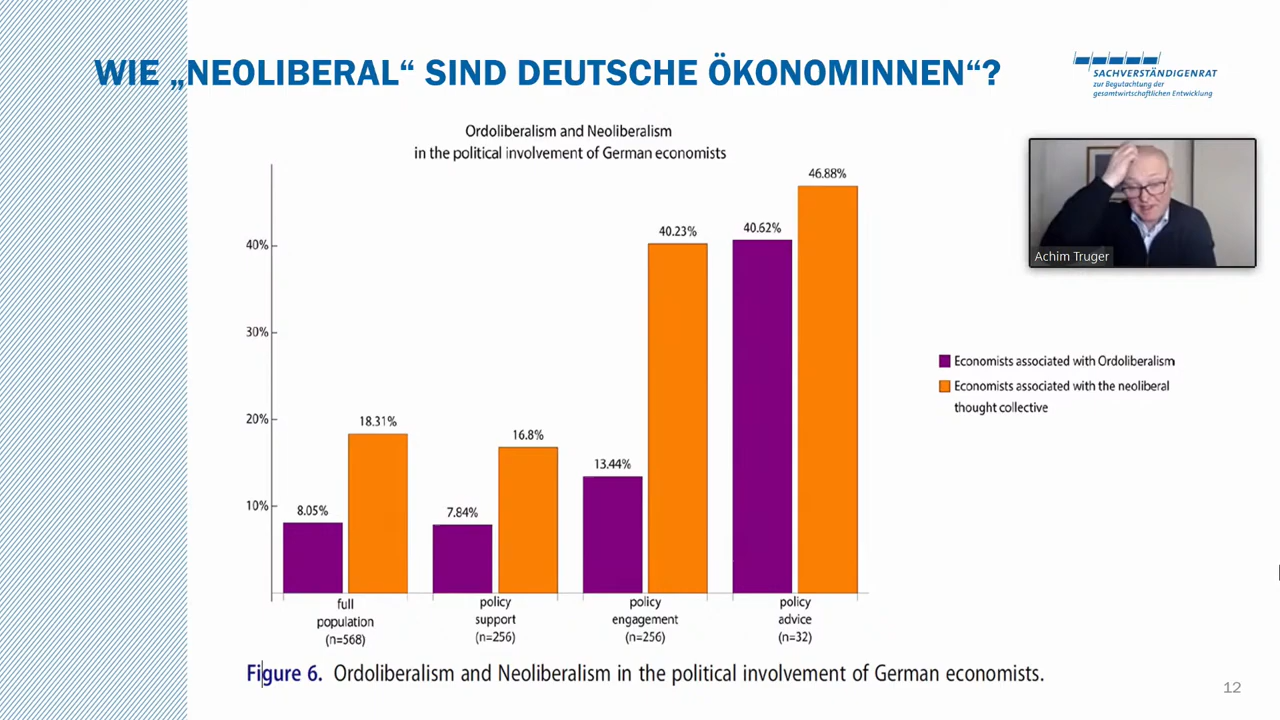 WIE „NEOLIBERAL“ SIND DEUTSCHE ÖKONOMINNEN“?
SACHVERSTÄNDIGENRAT
zur Begutachtung der
gesamtwirtschaftlichen Entwicklung
Ordoliberalism and Neoliberalism
in the political involvement of German economists
Achim Truger
40%
30%
20%
10%
8.05%
18.31%
7.84%
16.8%
13.44%
40.23%
40.62%
46.88%
full
population
(n=568)
policy
support
(n=256)
policy
engagement
(n=256)
policy
advice
(n=32)
Economists associated with Ordoliberalism
Economists associated with the neoliberal
thought collective
Figure 6. Ordoliberalism and Neoliberalism in the political involvement of German economists.
12